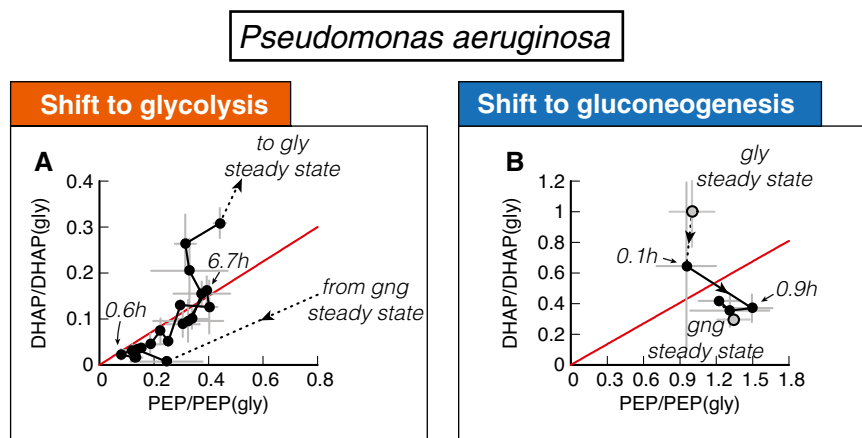 Pseudomonas aeruginosa
Shift to glycolysis
Shift to gluconeogenesis
A
to gly
steady state
0.4
0.3
0.2
0.1
0
DHAP/DHAP(gly)
6.7h
0.6h
from gng
steady state
0 0.2 0.4 0.6 0.8
PEP/PEP(gly)
B
gly
steady state
1.2
1
0.8
0.6
0.4
0.2
0
DHAP/DHAP(gly)
0.1h
0.9h
gng
steady state
0 0.3 0.6 0.9 1.2 1.5 1.8
PEP/PEP(gly)